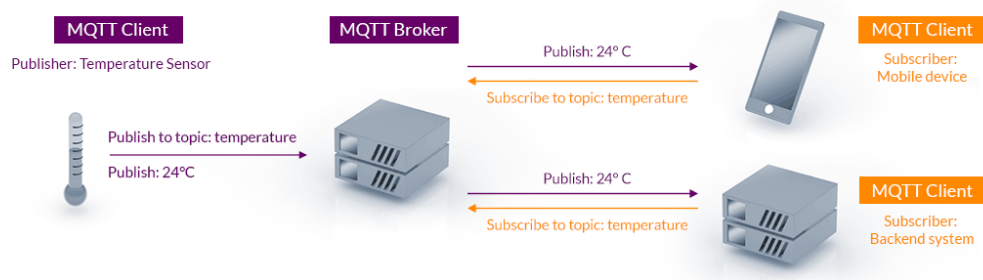 MQTT Client
Publisher: Temperature Sensor
Publish to topic: temperature
Publish: 24°C
MQTT Broker
Publish: 24° C
Subscribe to topic: temperature
MQTT Client
Subscriber:
Mobile device
Publish: 24° C
Subscribe to topic: temperature
MQTT Client
Subscriber:
Backend system